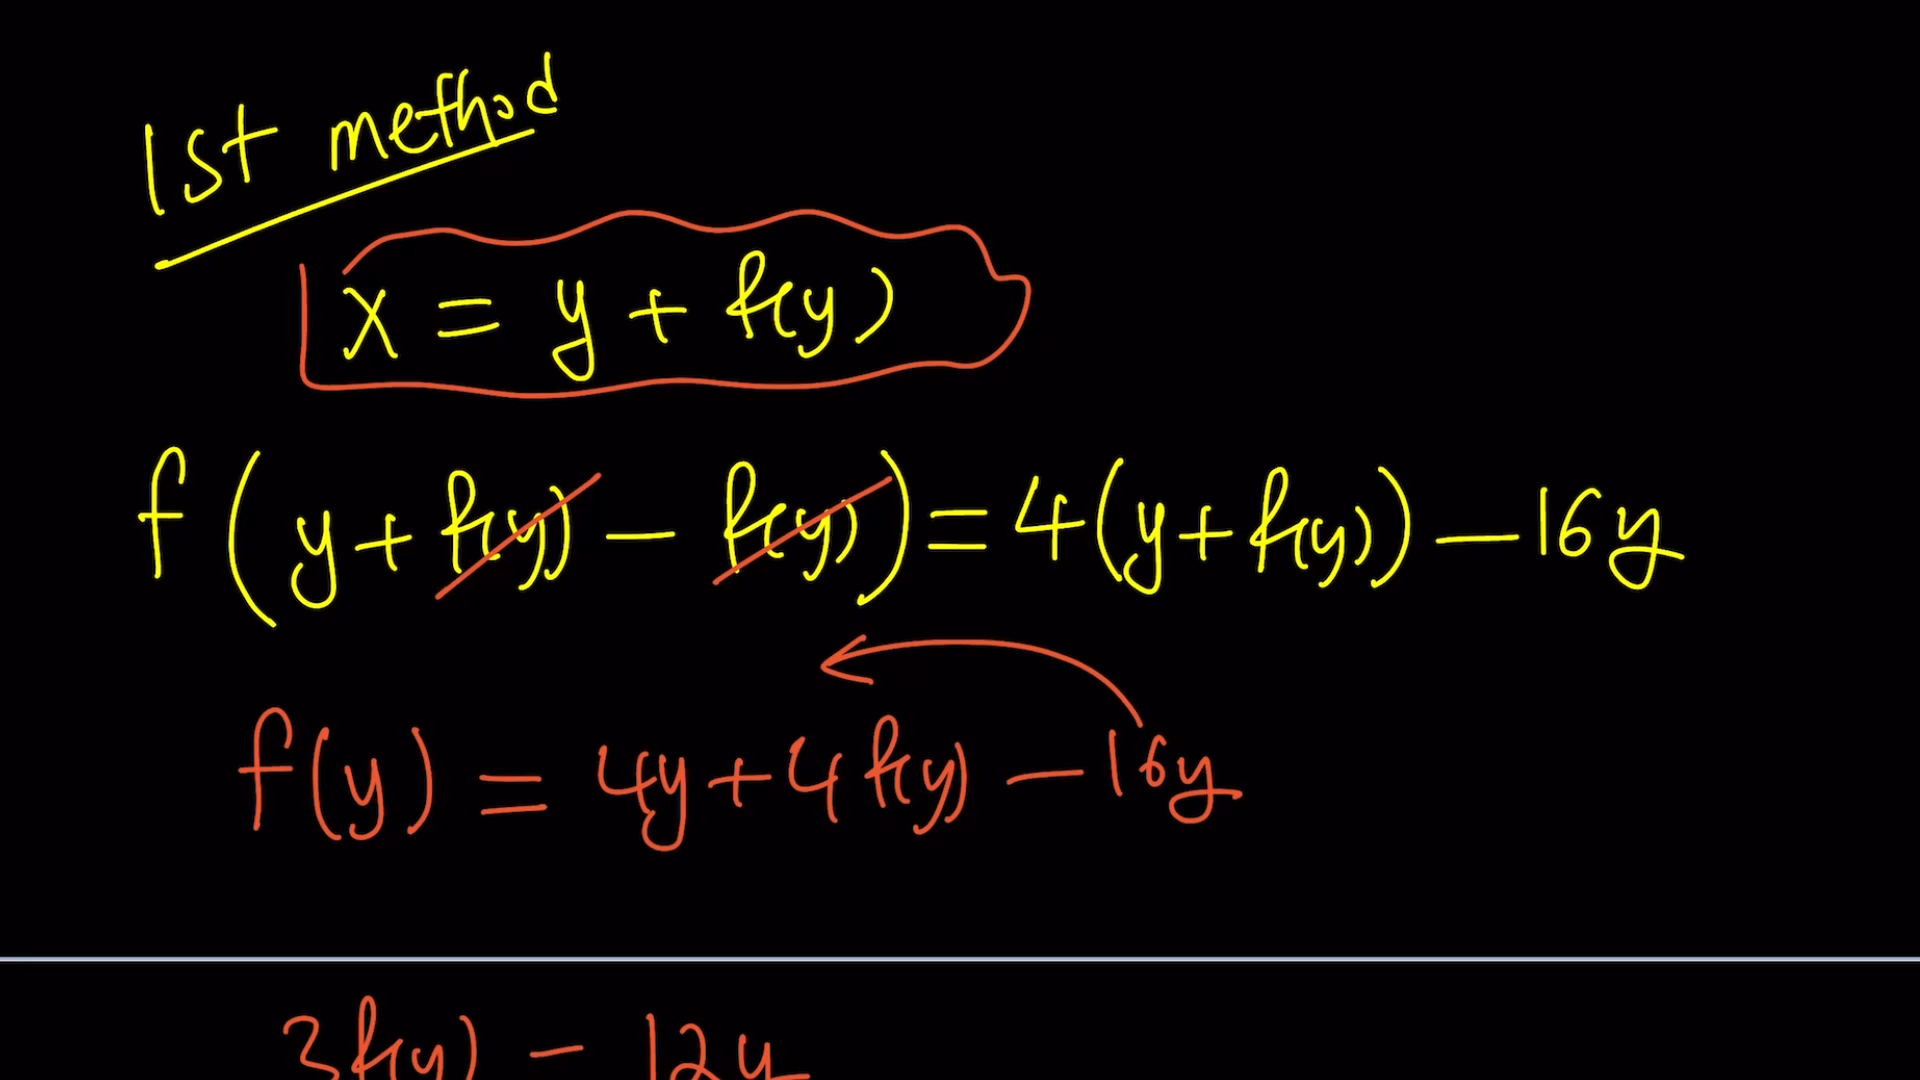 1st method
x = y + f(y)
f(y + f(y) - f(y)) = 4(y + f(y)) - 16y
f(y) = 4y + 4f(y) - 16y
3f(y) - 12y